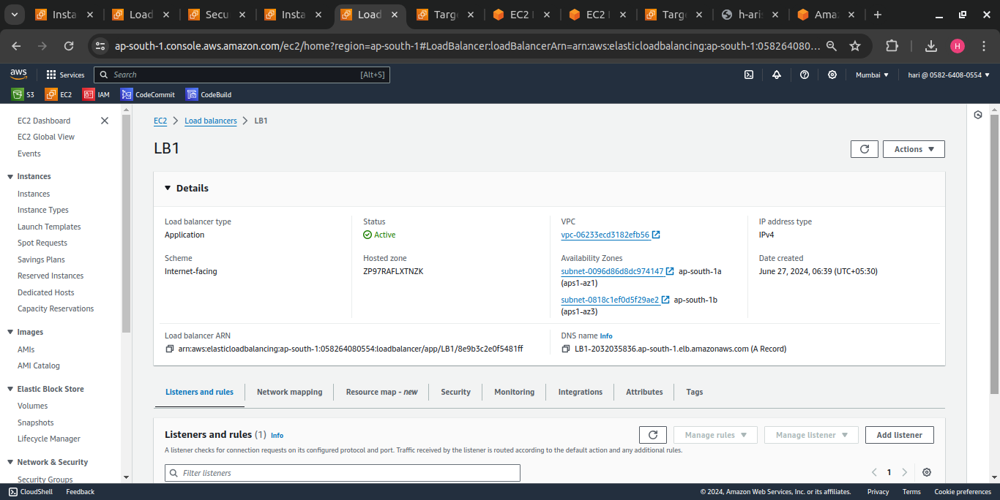 Insta
Load
Secu
Insta
Load
Targ
EC2
EC2
Targ
h-ari
Ama
ap-south-1.console.aws.amazon.com/ec2/home?region=ap-south-1#LoadBalancer:loadBalancerArn=arn:aws:elasticloadbalancing:ap-south-1:058264080...
H
aws
Services
Search
[Alt+S]
Mumbai
hari @ 0582-6408-0554
S3
EC2
IAM
CodeCommit
CodeBuild
EC2 Dashboard
EC2 Global View
Events
Instances
Instances
Instance Types
Launch Templates
Spot Requests
Savings Plans
Reserved Instances
Dedicated Hosts
Capacity Reservations
Images
AMIs
AMI Catalog
Elastic Block Store
Volumes
Snapshots
Lifecycle Manager
Network & Security
Security Groups
EC2 > Load balancers > LB1
LB1
Actions
Details
Load balancer type
Application
Status
Active
VPC
vpc-06233ecd3182efb56
IP address type
IPv4
Scheme
Internet-facing
Hosted zone
ZP97RAFLXTNZK
Availability Zones
subnet-0096d86d8dc974147 ap-south-1a
(aps1-az1)
subnet-0818c1ef0d5f29ae2 ap-south-1b
(aps1-az3)
Date created
June 27, 2024, 06:39 (UTC+05:30)
Load balancer ARN
arn:aws:elasticloadbalancing:ap-south-1:058264080554:loadbalancer/app/LB1/8e9b3c2e0f5481ff
DNS name Info
LB1-2032035836.ap-south-1.elb.amazonaws.com (A Record)
Listeners and rules
Network mapping
Resource map - new
Security
Monitoring
Integrations
Attributes
Tags
Listeners and rules (1) Info
Manage rules
Manage listener
Add listener
A listener checks for connection requests on its configured protocol and port. Traffic received by the listener is routed according to the default action and any additional rules.
Filter listeners
1
CloudShell
Feedback
© 2024, Amazon Web Services, Inc. or its affiliates.
Privacy
Terms
Cookie preferences